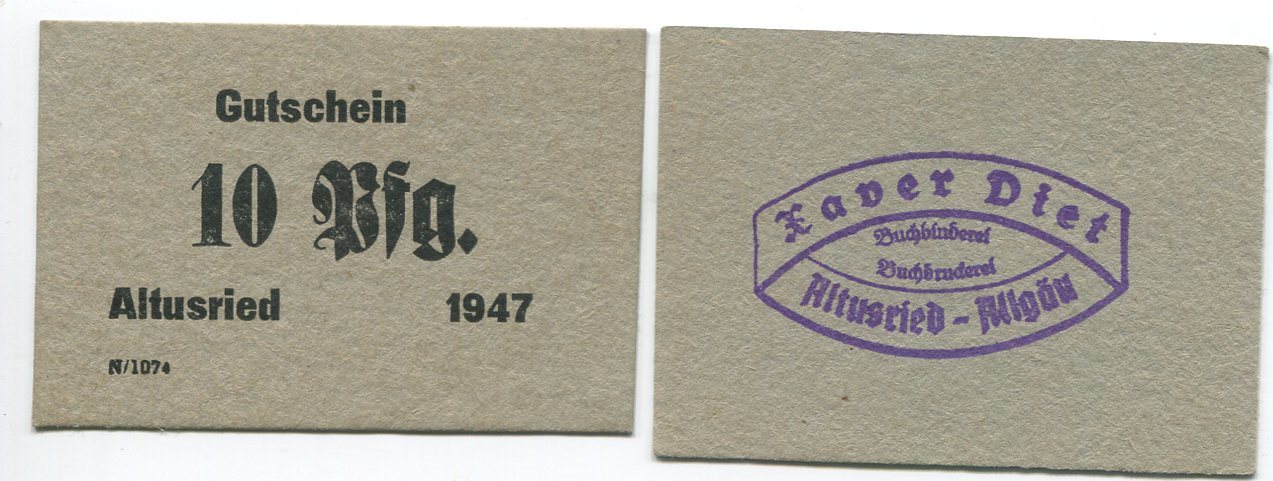 Gutschein
10 Pfg.
Altusried 1947
N/1074
Xaver Diet
Buchbinderei
Buchdruckerei
Altusried - Allgäu